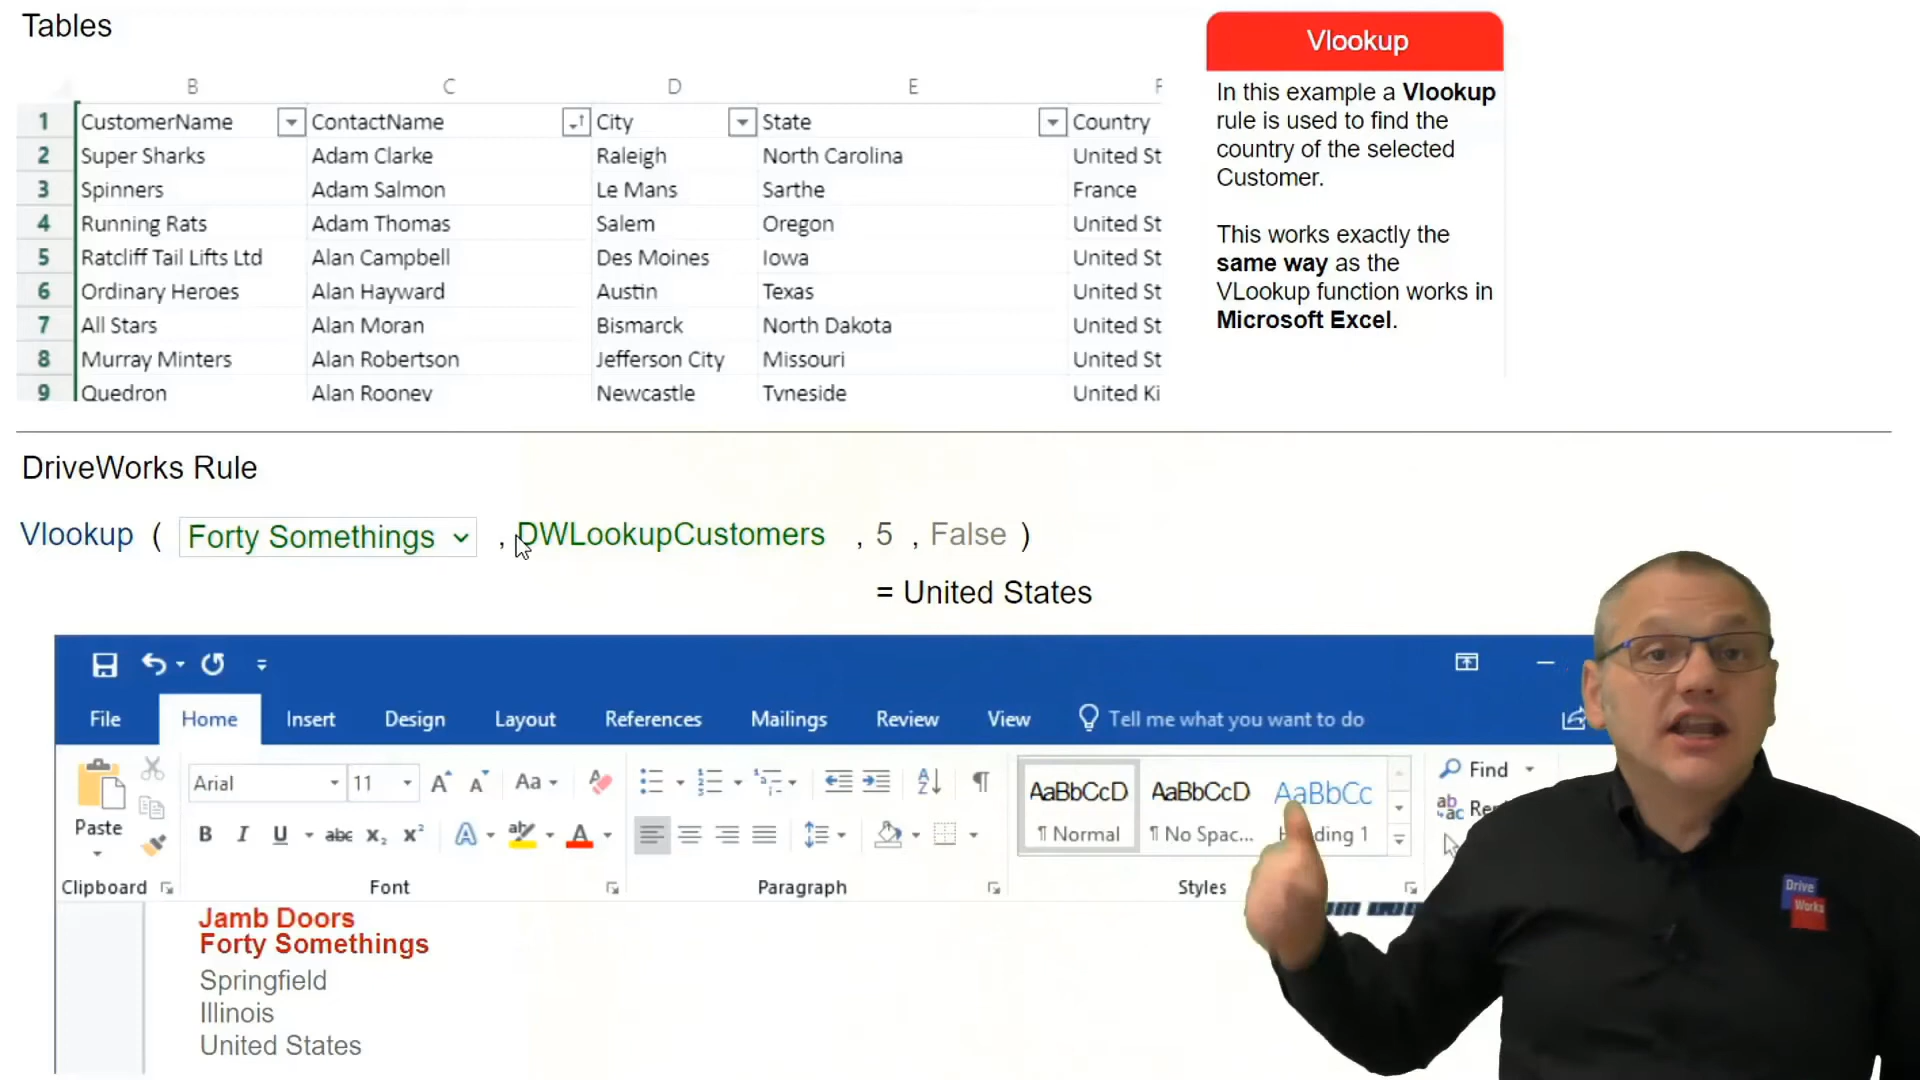 Tables
Vlookup
B C D E F
1 CustomerName ContactName City State Country
2 Super Sharks Adam Clarke Raleigh North Carolina United St
3 Spinners Adam Salmon Le Mans Sarthe France
4 Running Rats Adam Thomas Salem Oregon United St
5 Ratcliff Tail Lifts Ltd Alan Campbell Des Moines Iowa United St
6 Ordinary Heroes Alan Hayward Austin Texas United St
7 All Stars Alan Moran Bismarck North Dakota United St
8 Murray Minters Alan Robertson Jefferson City Missouri United St
9 Quedron Alan Rooney Newcastle Tyneside United Ki
In this example a Vlookup
rule is used to find the
country of the selected
Customer.
This works exactly the
same way as the
VLookup function works in
Microsoft Excel.
DriveWorks Rule
Vlookup ( Forty Somethings , DWLookupCustomers , 5 , False )
= United States
File Home Insert Design Layout References Mailings Review View Tell me what you want to do
Arial 11 Aa
Find
Paste
B I U abc x₂ x² A ab A
AaBbCcD AaBbCcD AaBbCc
¶ Normal ¶ No Spac... ding 1
Clipboard Font Paragraph Styles
Jamb Doors
Forty Somethings
Springfield
Illinois
United States
Drive
Works